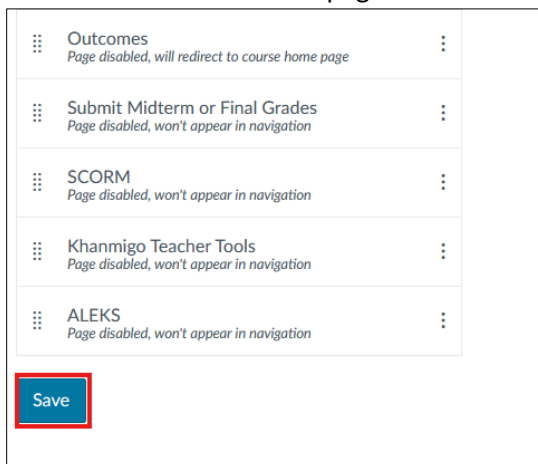 Outcomes
Page disabled, will redirect to course home page
Submit Midterm or Final Grades
Page disabled, won't appear in navigation
SCORM
Page disabled, won't appear in navigation
Khanmigo Teacher Tools
Page disabled, won't appear in navigation
ALEKS
Page disabled, won't appear in navigation
Save